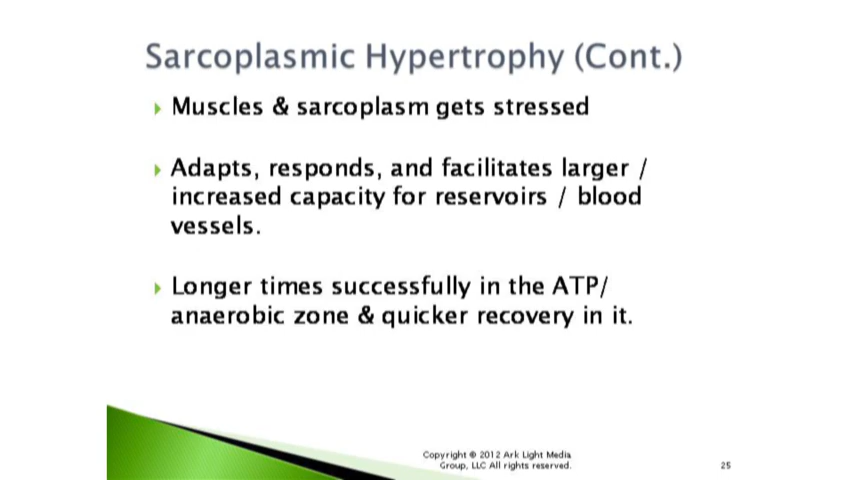 Sarcoplasmic Hypertrophy (Cont.)
Muscles & sarcoplasm gets stressed
Adapts, responds, and facilitates larger /
increased capacity for reservoirs / blood
vessels.
Longer times successfully in the ATP/
anaerobic zone & quicker recovery in it.
Copyright © 2012 Ark Light Media
Group, LLC All rights reserved.
25